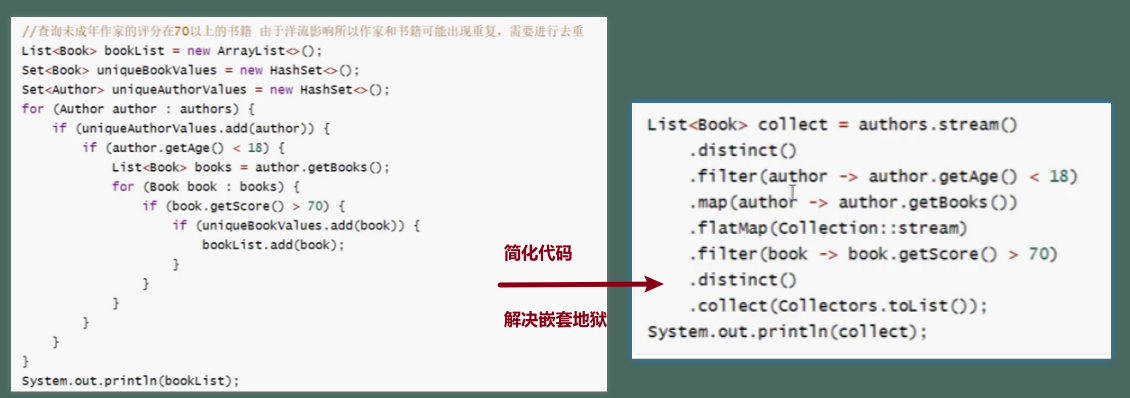 //查询未成年作家的评分在70以上的书籍 由于洋流影响所以作家和书籍可能出现重复，需要进行去重
List<Book> bookList = new ArrayList<>();
Set<Book> uniqueBookValues = new HashSet<>();
Set<Author> uniqueAuthorValues = new HashSet<>();
for (Author author : authors) {
    if (uniqueAuthorValues.add(author)) {
        if (author.getAge() < 18) {
            List<Book> books = author.getBooks();
            for (Book book : books) {
                if (book.getScore() > 70) {
                    if (uniqueBookValues.add(book)) {
                        bookList.add(book);
                    }
                }
            }
        }
    }
}
System.out.println(bookList);
简化代码
解决嵌套地狱
List<Book> collect = authors.stream()
    .distinct()
    .filter(author -> author.getAge() < 18)
    .map(author -> author.getBooks())
    .flatMap(Collection::stream)
    .filter(book -> book.getScore() > 70)
    .distinct()
    .collect(Collectors.toList());
System.out.println(collect);